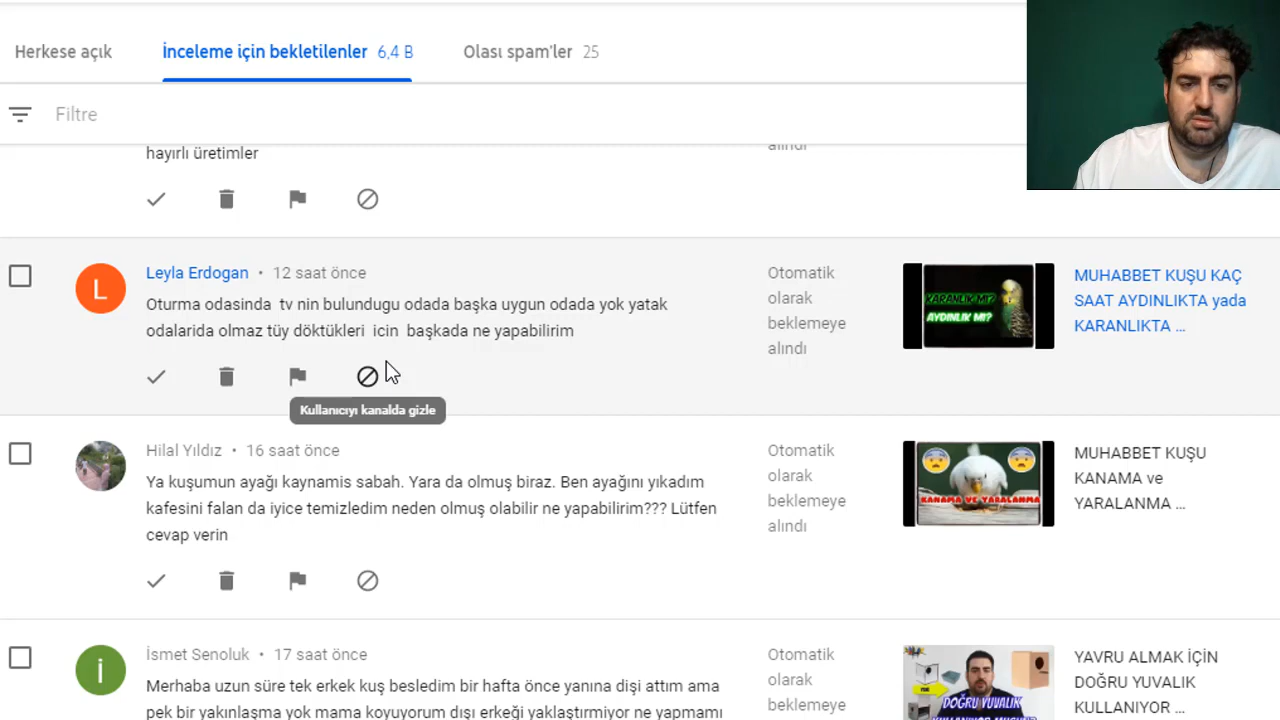 Herkese açık
İnceleme için bekletilenler 6,4 B
Olası spam'ler 25
Filtre
hayırlı üretimler
alındı
Leyla Erdogan • 12 saat önce
Oturma odasinda tv nin bulundugu odada başka uygun odada yok yatak
odalarida olmaz tüy döktükleri icin başkada ne yapabilirim
Kullanıcıyı kanalda gizle
Otomatik
olarak
beklemeye
alındı
KARANLIK MI?
AYDINLIK MI?
MUHABBET KUŞU KAÇ
SAAT AYDINLIKTA yada
KARANLIKTA ...
L
Hilal Yıldız • 16 saat önce
Ya kuşumun ayağı kaynamis sabah. Yara da olmuş biraz. Ben ayağını yıkadım
kafesini falan da iyice temizledim neden olmuş olabilir ne yapabilirim??? Lütfen
cevap verin
Otomatik
olarak
beklemeye
alındı
KANAMA VE YARALANMA
MUHABBET KUŞU
KANAMA ve
YARALANMA ...
İ
İsmet Senoluk • 17 saat önce
Merhaba uzun süre tek erkek kuş besledim bir hafta önce yanına dişi attım ama
pek bir yakınlaşma yok mama koyuyorum dışı erkeği yaklaştirmiyor ne yapmamı
Otomatik
olarak
beklemeye
DOĞRU YUVALIK
YAVRU ALMAK İÇİN
DOĞRU YUVALIK
KULLANIYOR ...